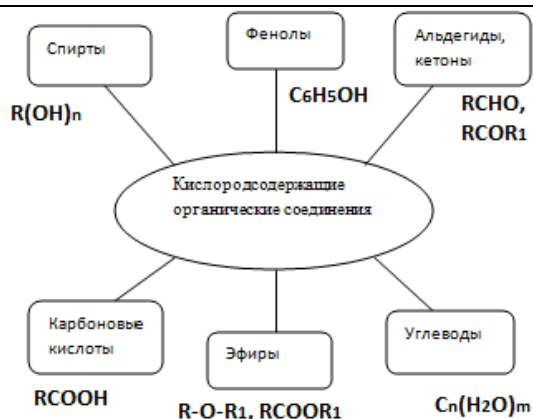 Спирты
Фенолы
Альдегиды,
кетоны
R(OH)n
C6H5OH
RCHO,
RCOR1
Кислородсодержащие
органические соединения
Карбоновые
кислоты
Эфиры
Углеводы
RCOOH
R-O-R1, RCOOR1
Cn(H2O)m